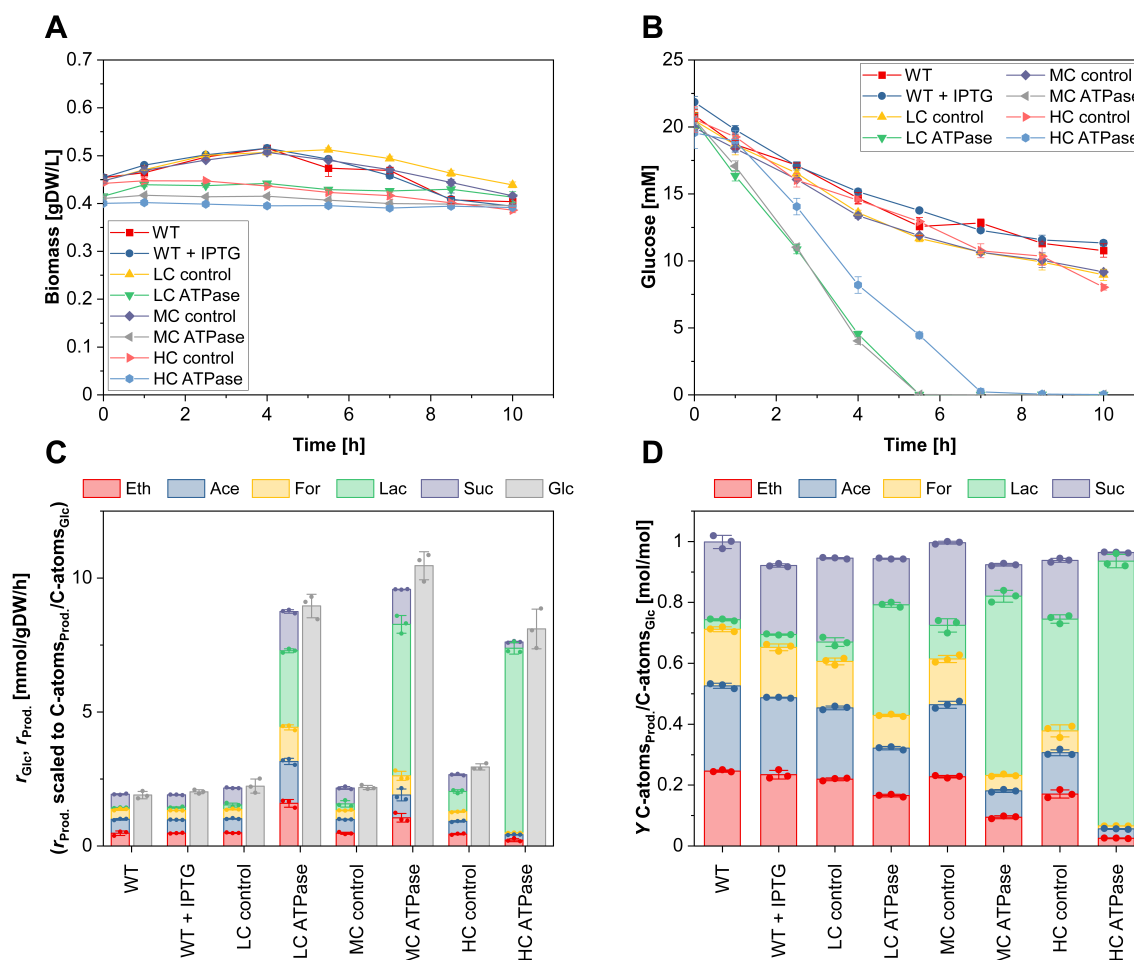 A
Biomass [gDW/L]
0.7
0.6
0.5
0.4
0.3
0.2
0.1
0
WT
WT + IPTG
LC control
LC ATPase
MC control
MC ATPase
HC control
HC ATPase
0 2 4 6 8 10
Time [h]
B
Glucose [mM]
25
20
15
10
5
0
WT MC control
WT + IPTG MC ATPase
LC control HC control
LC ATPase HC ATPase
0 2 4 6 8 10
Time [h]
C
Eth Ace For Lac Suc Glc
rGlc, rProd. [mmol/gDW/h]
(rProd. scaled to C-atomsProd./C-atomsGlc)
10
5
0
WT
WT + IPTG
LC control
LC ATPase
MC control
MC ATPase
HC control
HC ATPase
D
Eth Ace For Lac Suc
Y C-atomsProd./C-atomsGlc [mol/mol]
1
0.8
0.6
0.4
0.2
0
WT
WT + IPTG
LC control
LC ATPase
MC control
MC ATPase
HC control
HC ATPase